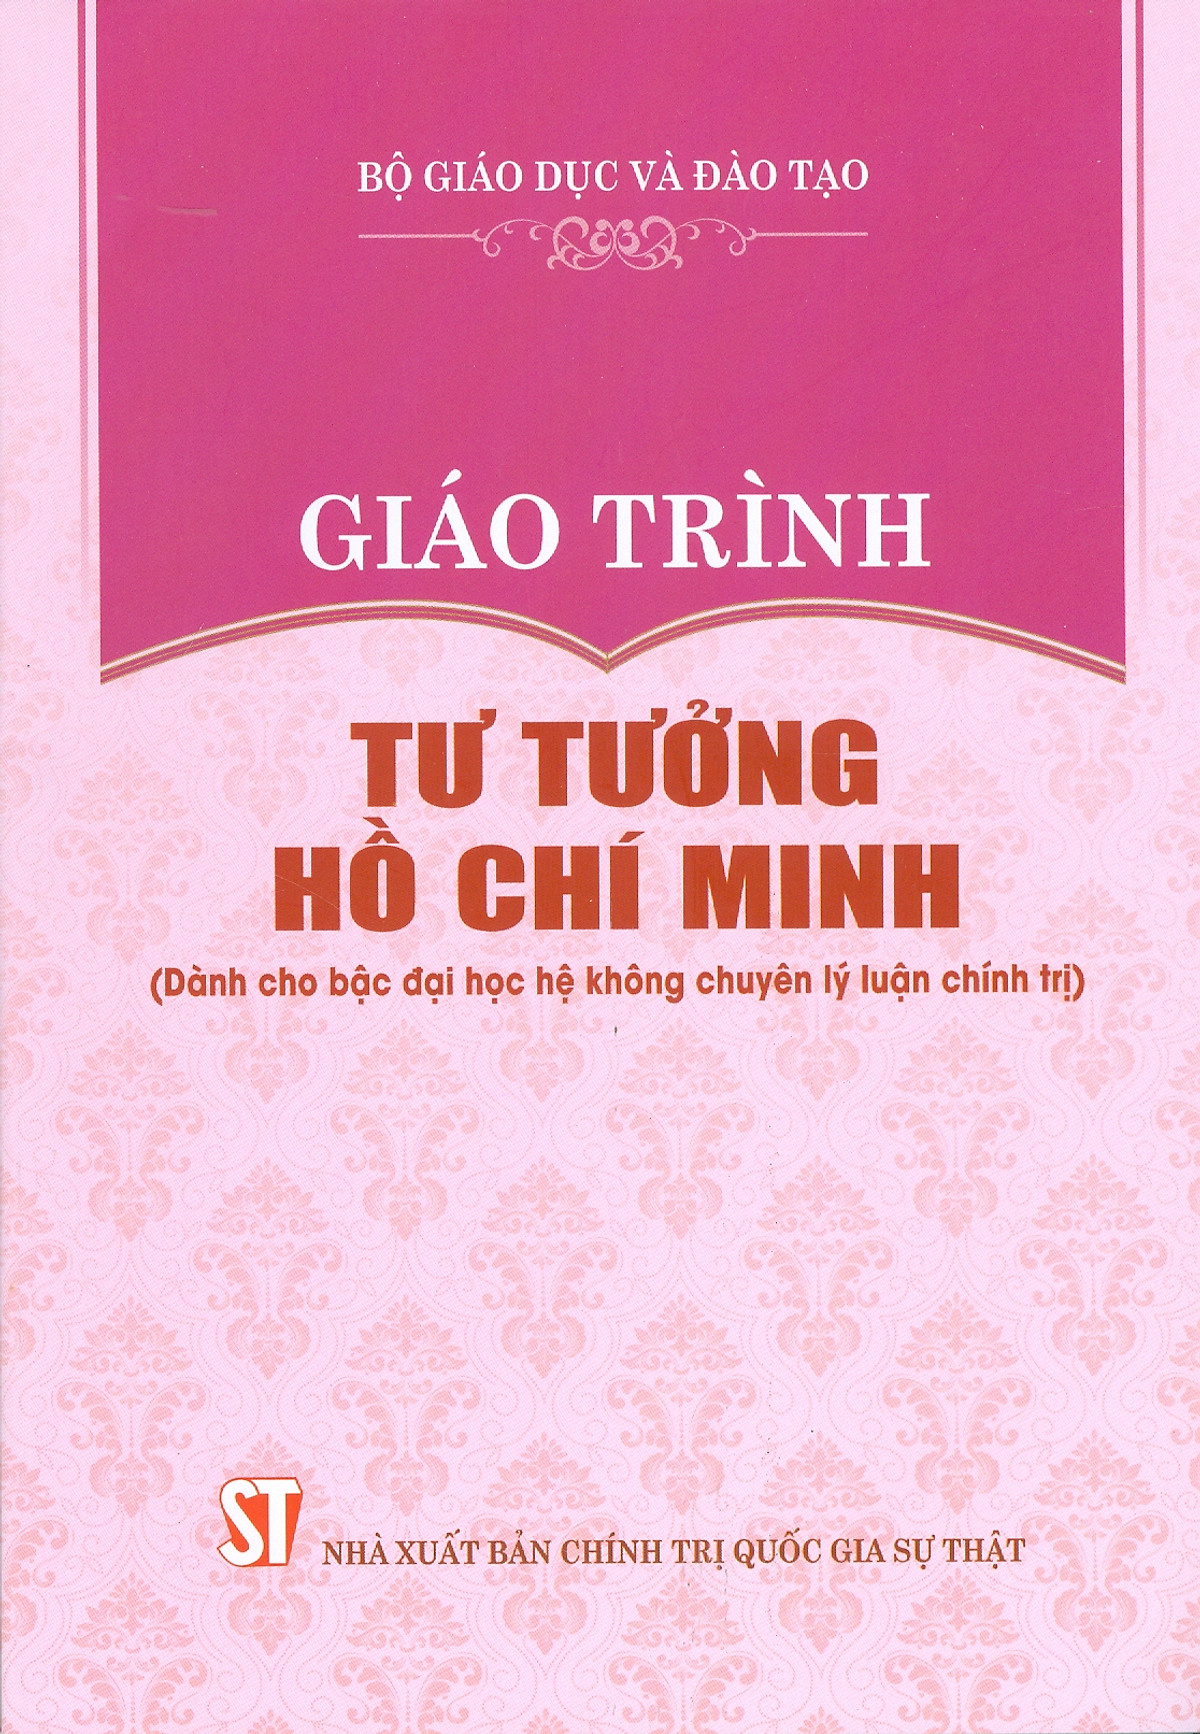 BỘ GIÁO DỤC VÀ ĐÀO TẠO
GIÁO TRÌNH
TƯ TƯỞNG
HỒ CHÍ MINH
(Dành cho bậc đại học hệ không chuyên lý luận chính trị)
ST
NHÀ XUẤT BẢN CHÍNH TRỊ QUỐC GIA SỰ THẬT